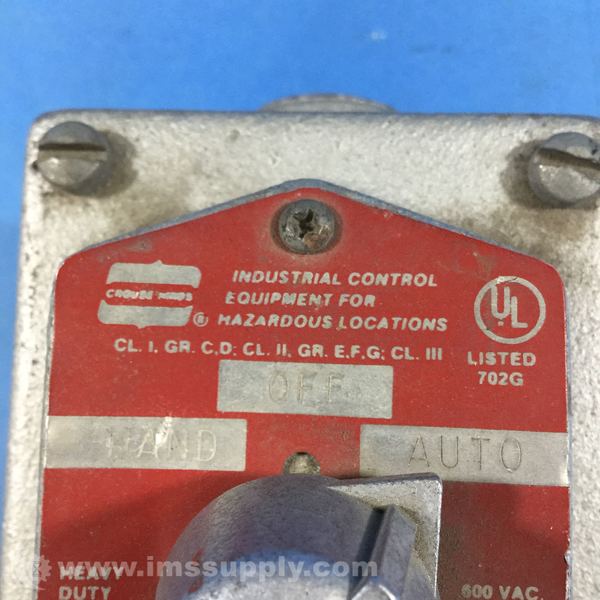 CROUSE-HINDS
®
INDUSTRIAL CONTROL
EQUIPMENT FOR
HAZARDOUS LOCATIONS
CL. I, GR. C,D; CL. II, GR. E,F,G; CL. III
UL
LISTED
702G
OFF
HAND
AUTO
HEAVY
DUTY
600 VAC.
www.imssupply.com